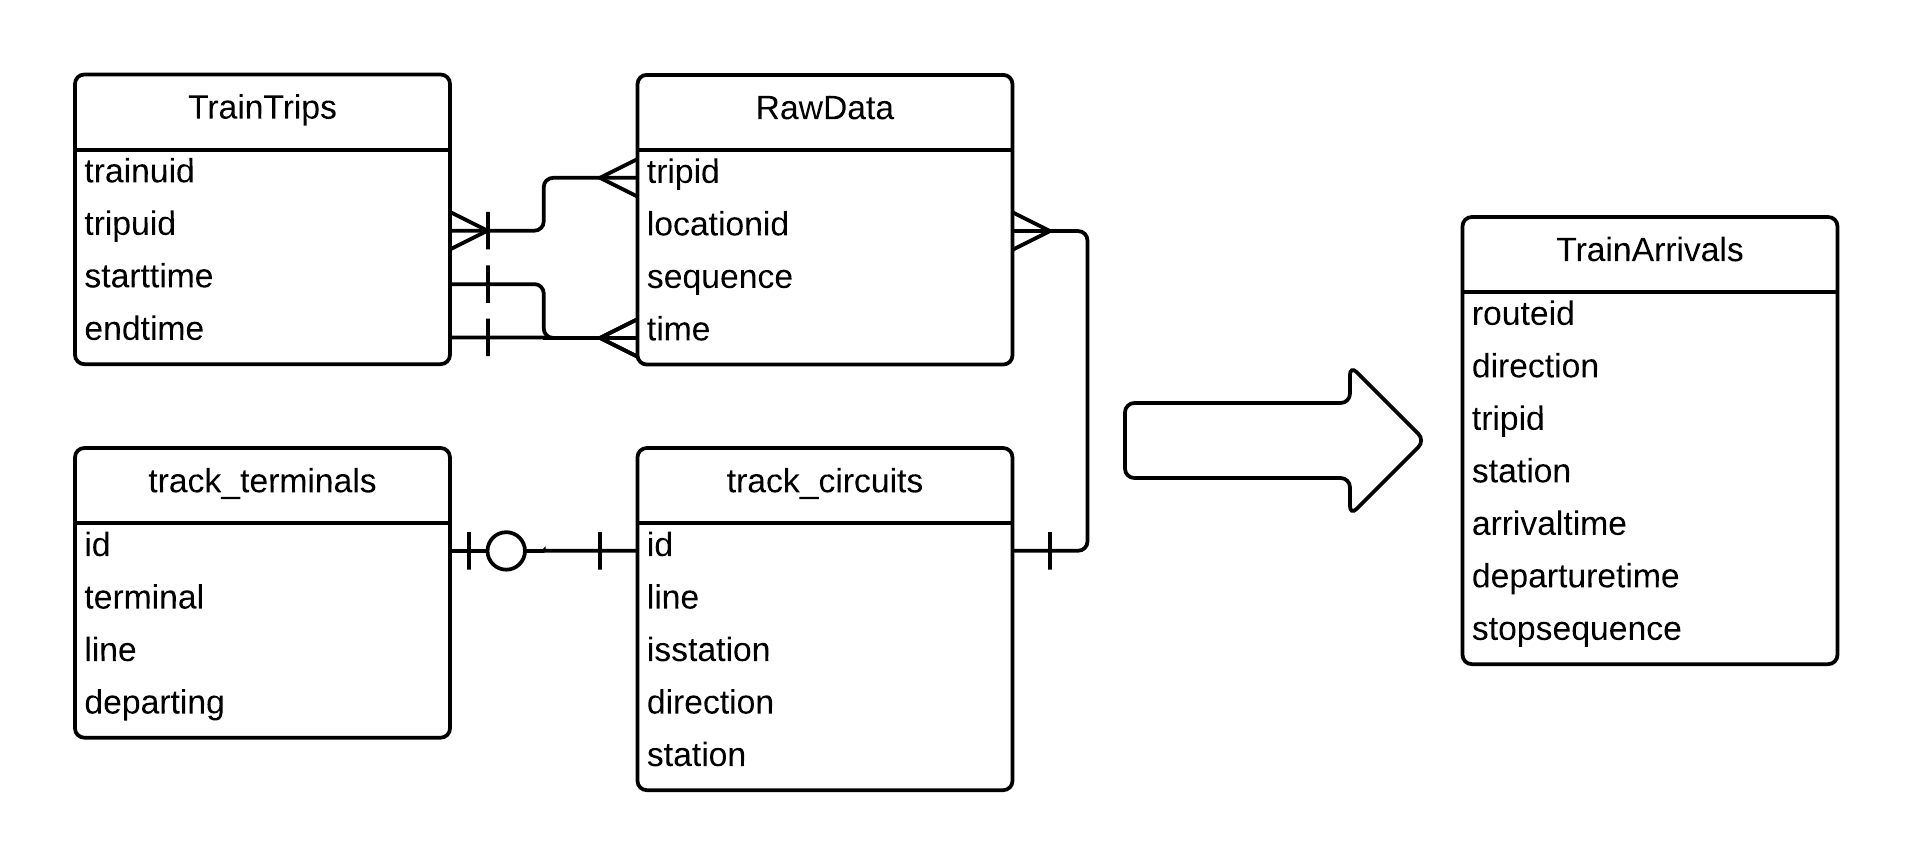 TrainTrips
trainuid
tripuid
starttime
endtime
RawData
tripid
locationid
sequence
time
track_terminals
id
terminal
line
departing
track_circuits
id
line
isstation
direction
station
TrainArrivals
routeid
direction
tripid
station
arrivaltime
departuretime
stopsequence